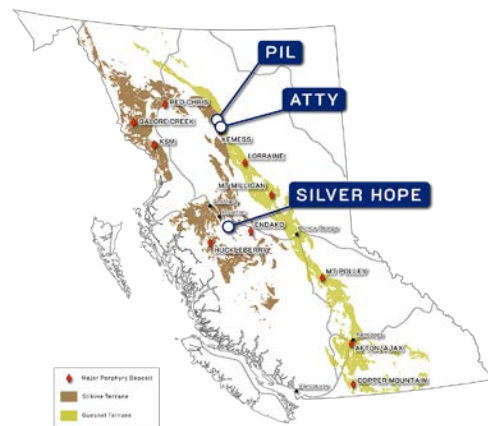 PIL
ATTY
RED CHRIS
GALORE CREEK
KEMESS
KSM
LORRAINE
MT. MILLIGAN
SILVER HOPE
ENDAKO
HUCKLEBERRY
MT. POLLEY
Kamloops
AFTON/AJAX
COPPER MOUNTAIN
Major Porphyry Deposit
Stikine Terrane
Quesnel Terrane